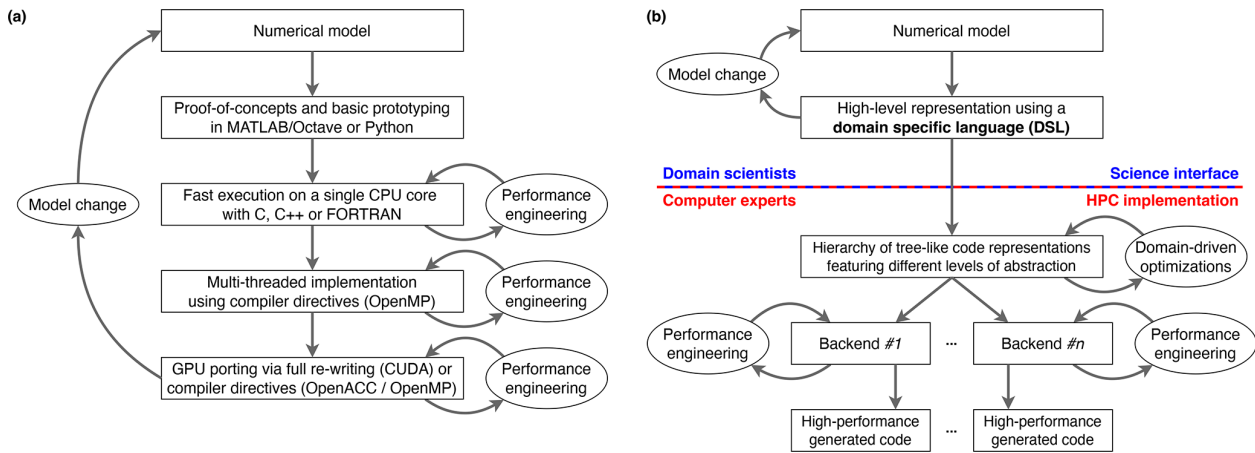 (a)
Numerical model
Proof-of-concepts and basic prototyping
in MATLAB/Octave or Python
Fast execution on a single CPU core
with C, C++ or FORTRAN
Performance
engineering
Model change
Multi-threaded implementation
using compiler directives (OpenMP)
Performance
engineering
GPU porting via full re-writing (CUDA) or
compiler directives (OpenACC / OpenMP)
Performance
engineering
(b)
Numerical model
Model change
High-level representation using a
domain specific language (DSL)
Domain scientists
Science interface
Computer experts
HPC implementation
Hierarchy of tree-like code representations
featuring different levels of abstraction
Domain-driven
optimizations
Performance
engineering
Backend #1
...
Backend #n
Performance
engineering
High-performance
generated code
...
High-performance
generated code